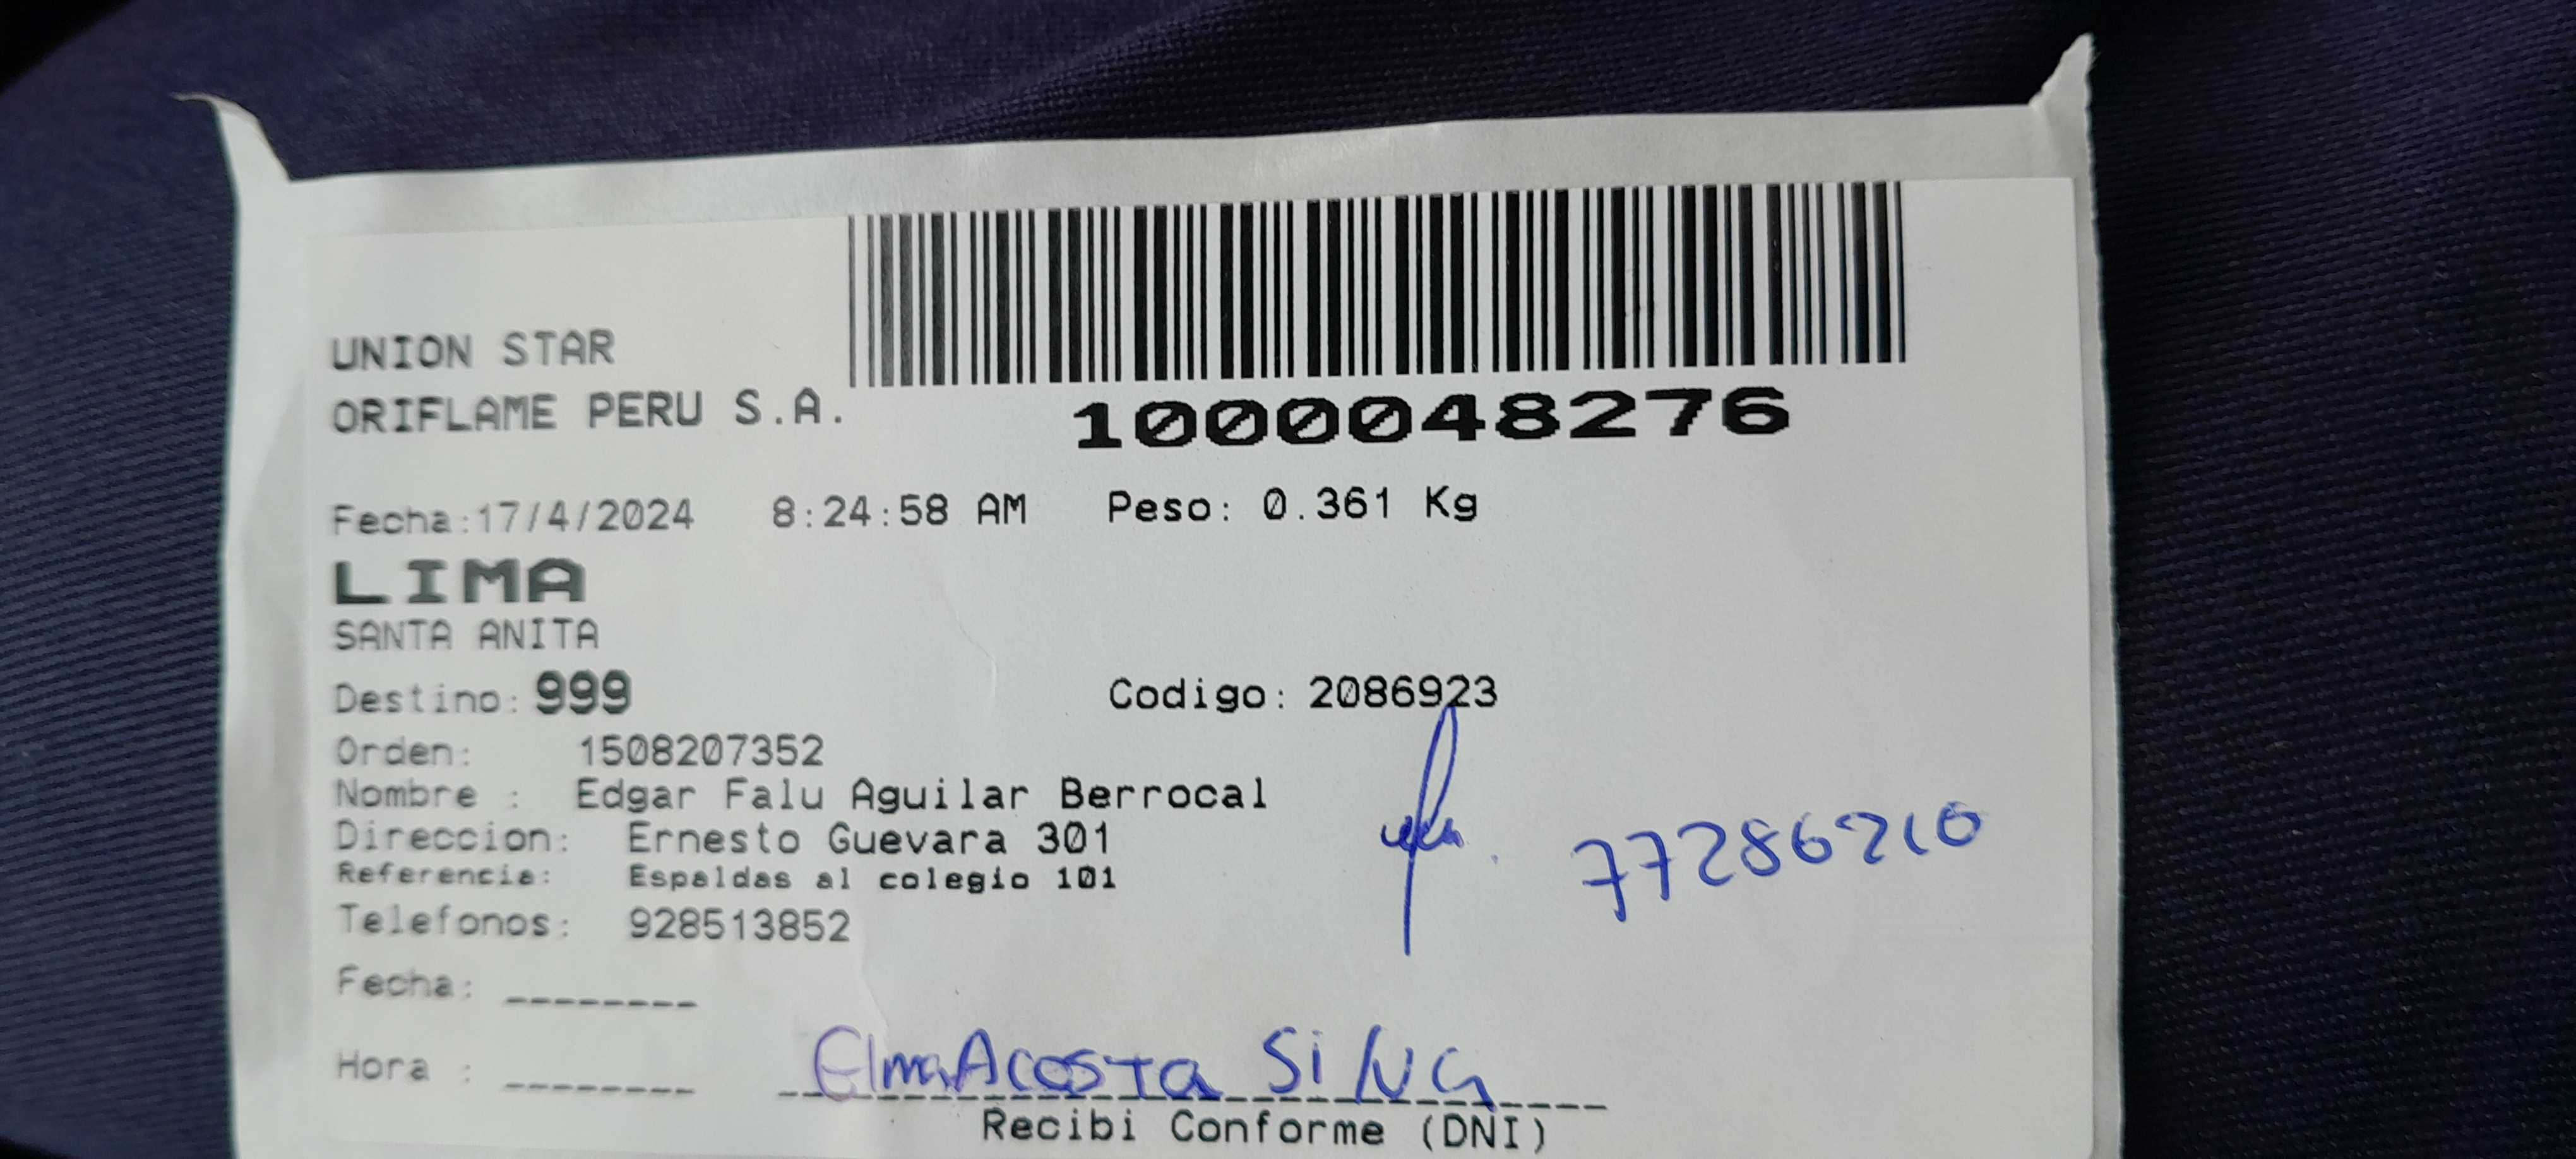 UNION STAR
ORIFLAME PERU S.A.
1000048276
Fecha:17/4/2024 8:24:58 AM Peso: 0.361 Kg
LIMA
SANTA ANITA
Destino: 999 Codigo: 2086923
Orden: 1508207352
Nombre : Edgar Falu Aguilar Berrocal
Direccion: Ernesto Guevara 301
77286210
Referencia: Espaldas al colegio 101
Telefonos: 928513852
Fecha: --------
Hora : -------- Elma Acosta
Recibi Conforme (DNI)